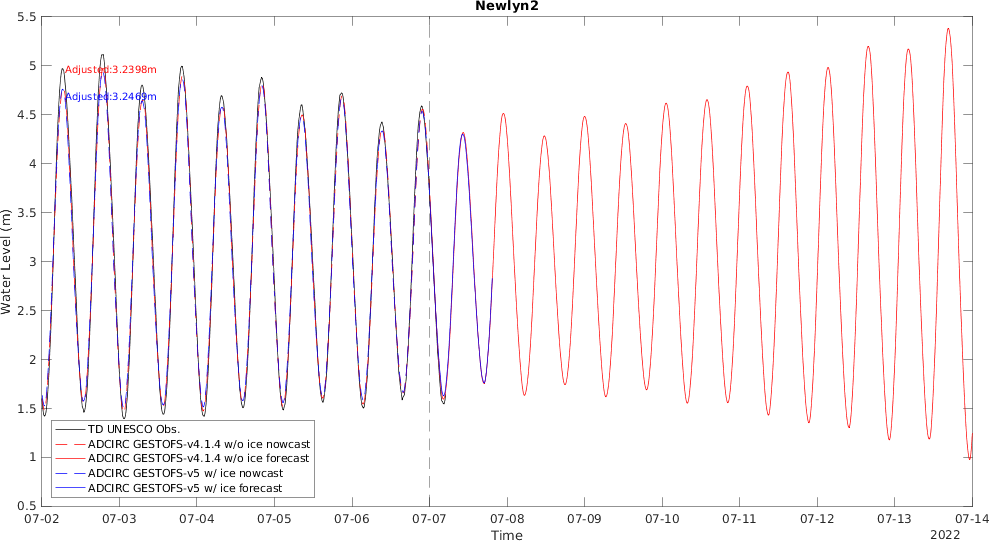 Newlyn2
5.5
5
4.5
4
3.5
3
2.5
2
1.5
1
0.5
Water Level (m)
Adjusted:3.2398m
Adjusted:3.2469m
TD UNESCO Obs.
ADCIRC GESTOFS-v4.1.4 w/o ice nowcast
ADCIRC GESTOFS-v4.1.4 w/o ice forecast
ADCIRC GESTOFS-v5 w/ ice nowcast
ADCIRC GESTOFS-v5 w/ ice forecast
07-02 07-03 07-04 07-05 07-06 07-07 07-08 07-09 07-10 07-11 07-12 07-13 07-14
Time
2022